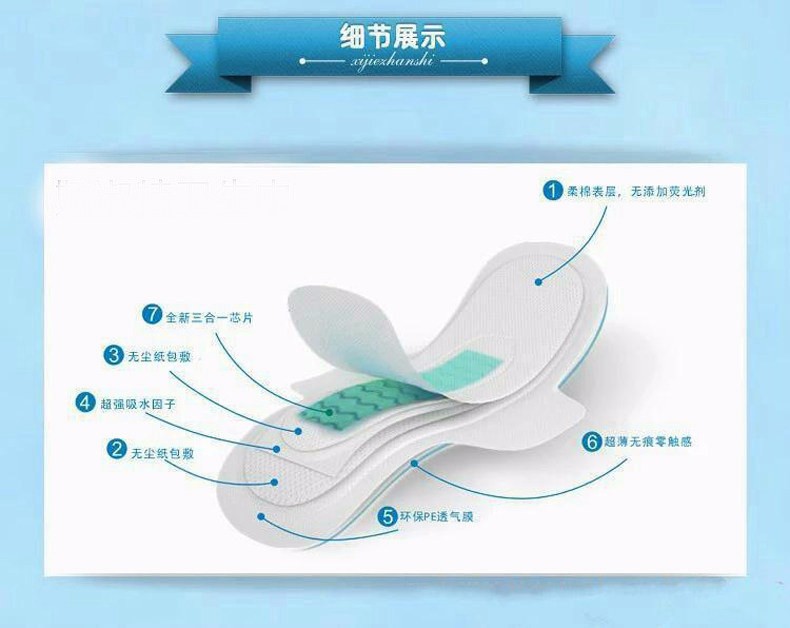 细节展示
xijiezhanshi
1 柔棉表层，无添加荧光剂
7 全新三合一芯片
3 无尘纸包敷
4 超强吸水因子
2 无尘纸包敷
6 超薄无痕零触感
5 环保PE透气膜